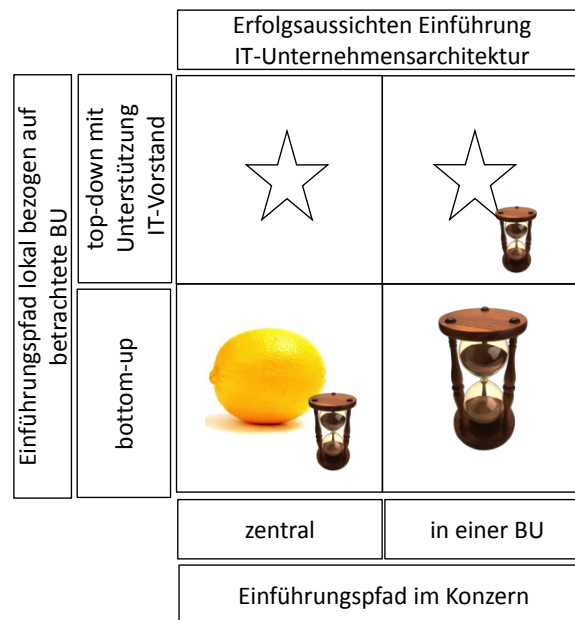 Erfolgsaussichten Einführung
IT-Unternehmensarchitektur
Einführungspfad lokal bezogen auf
betrachtete BU
top-down mit
Unterstützung
IT-Vorstand
bottom-up
zentral
in einer BU
Einführungspfad im Konzern